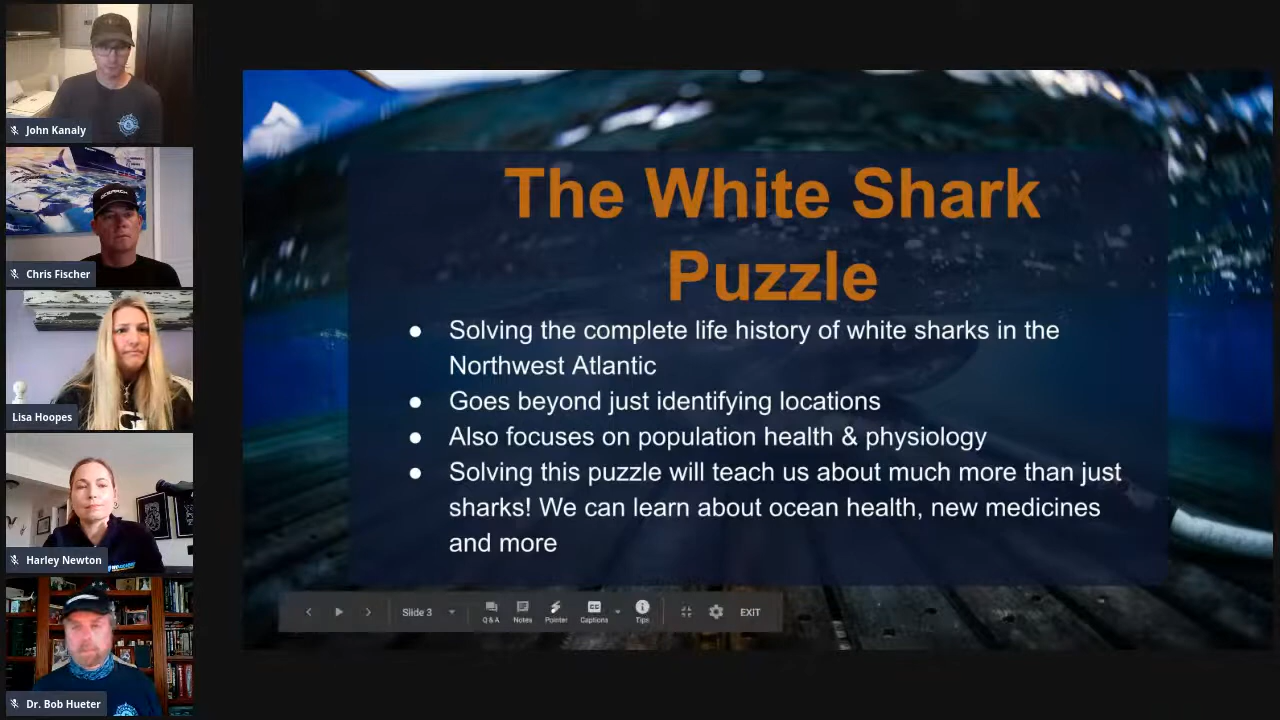 John Kanaly
Chris Fischer
Lisa Hoopes
Harley Newton
Dr. Bob Hueter
The White Shark
Puzzle
● Solving the complete life history of white sharks in the
Northwest Atlantic
● Goes beyond just identifying locations
● Also focuses on population health & physiology
● Solving this puzzle will teach us about much more than just
sharks! We can learn about ocean health, new medicines
and more
Slide 3
Q & A
Notes
Pointer
CC
Captions
Tips
EXIT